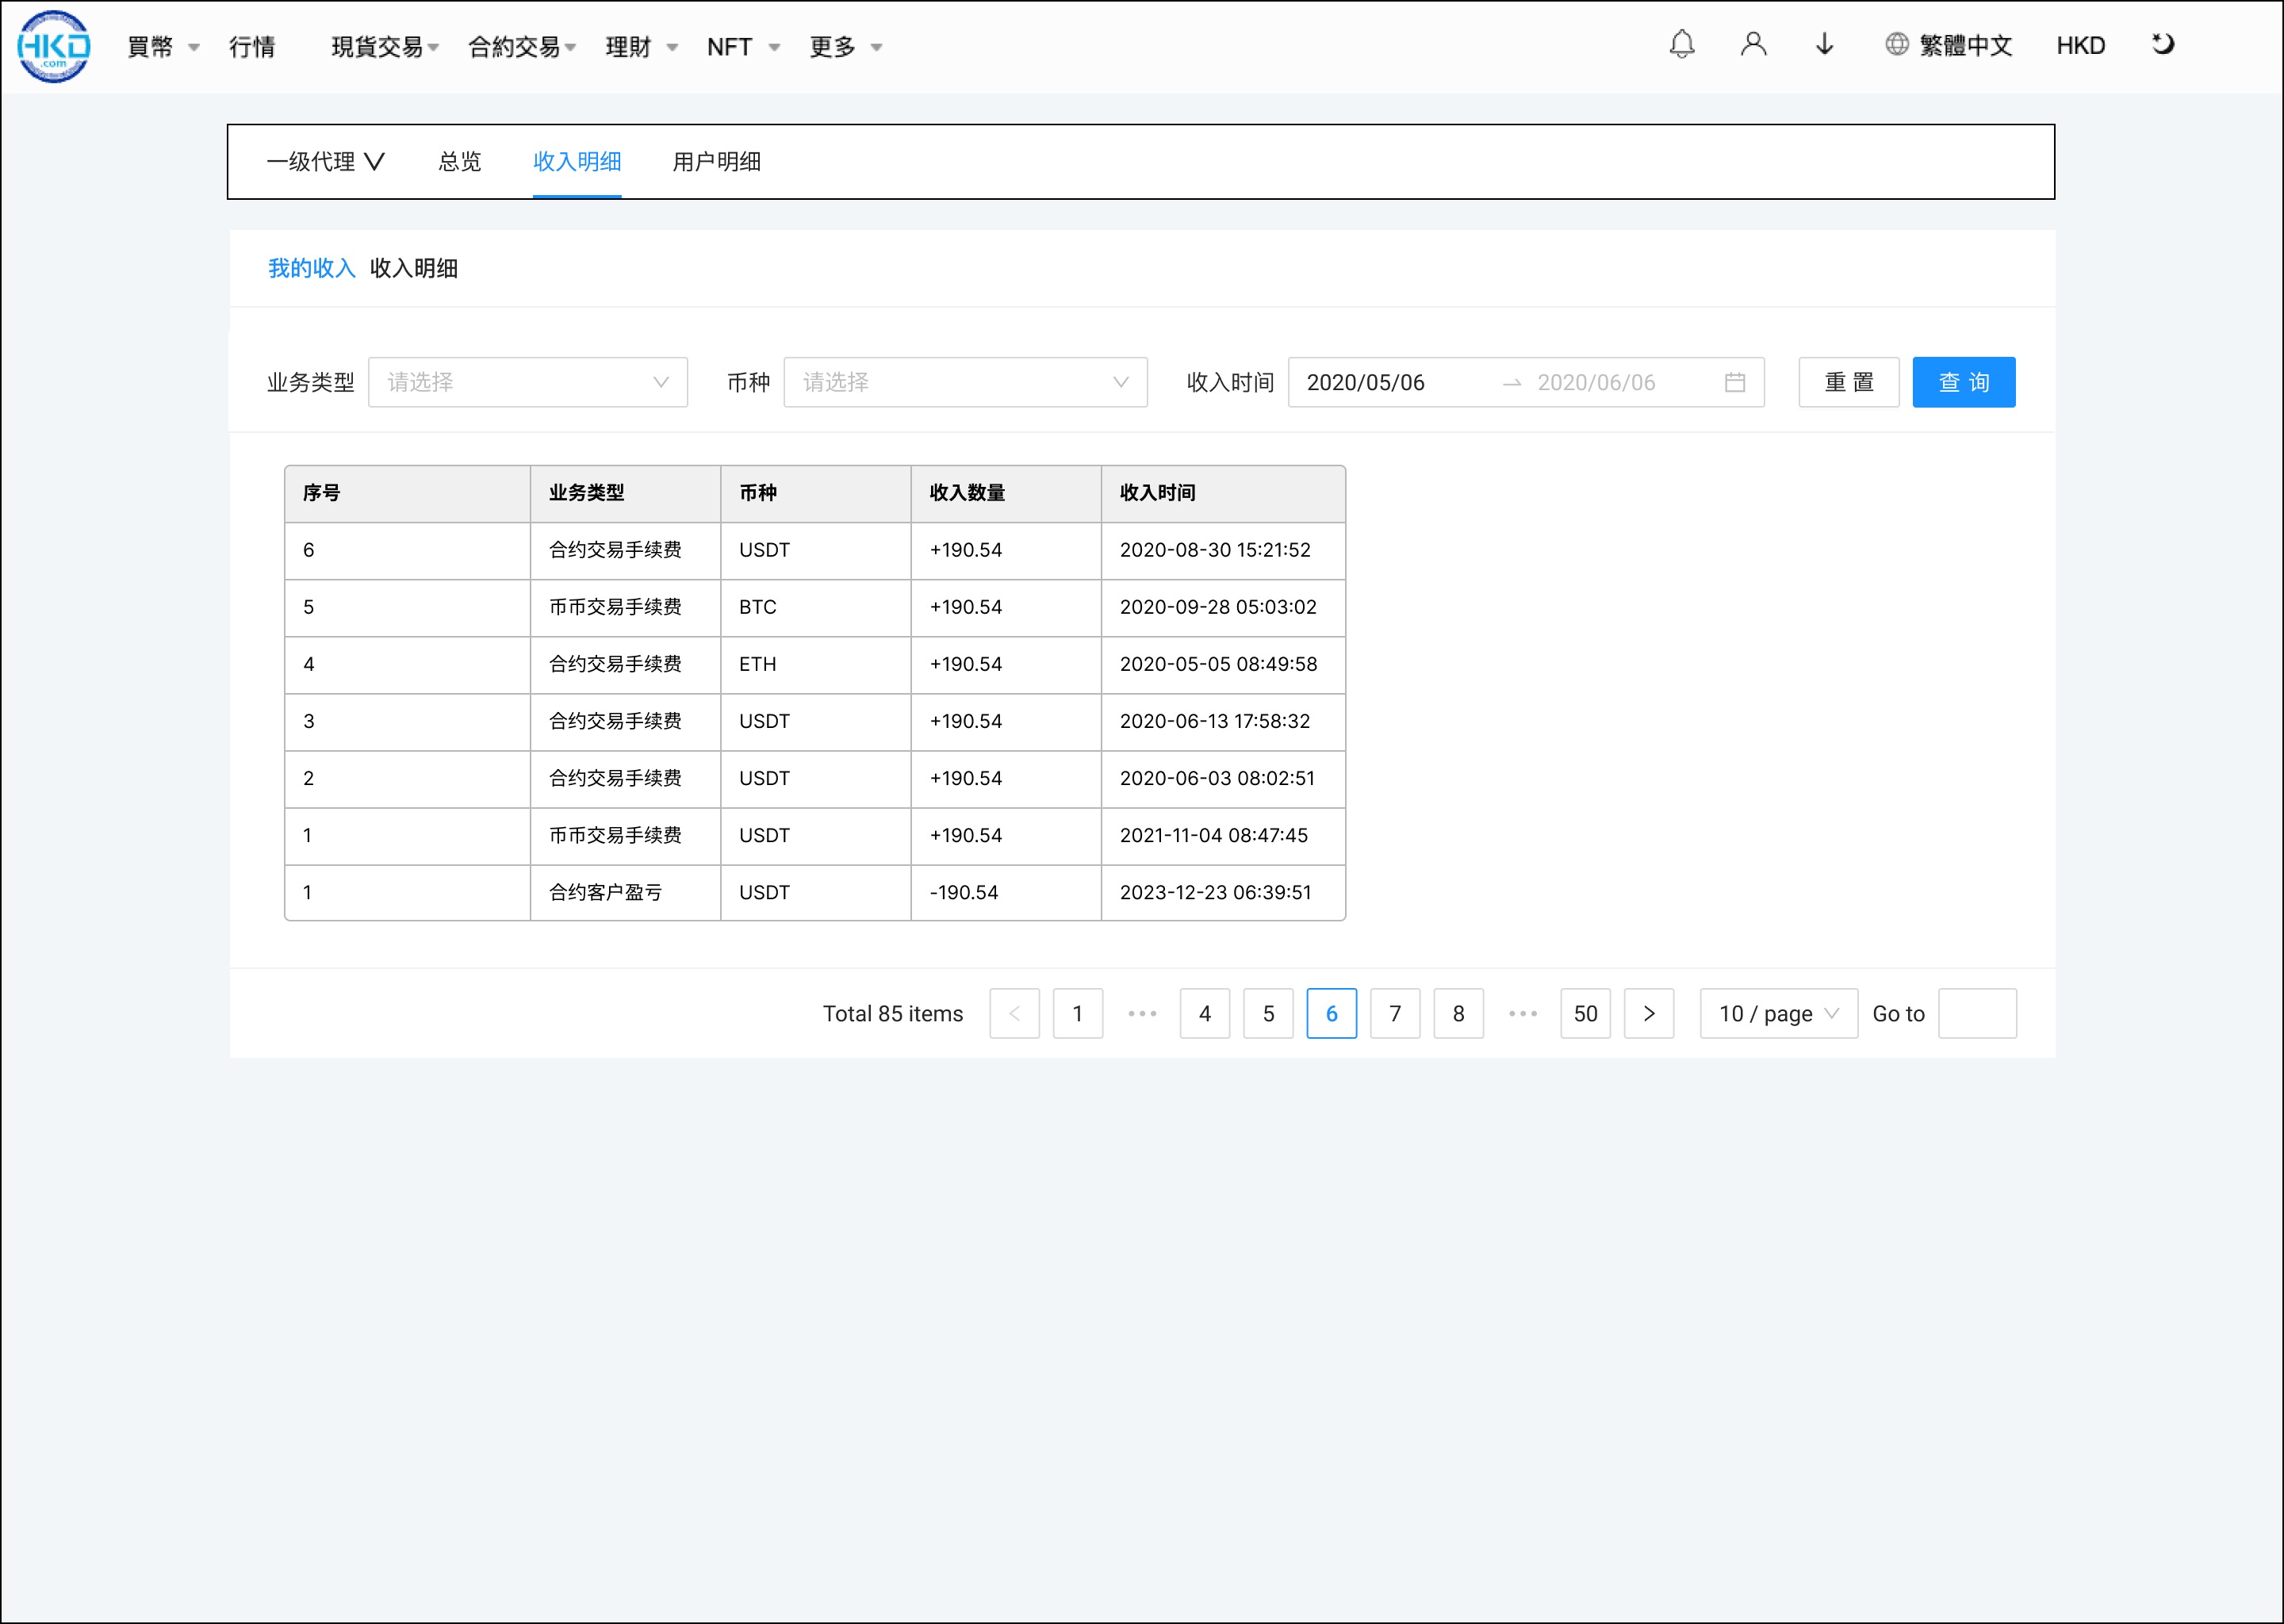 HKD
.com
買幣 行情 現貨交易 合約交易 理財 NFT 更多 繁體中文 HKD
一级代理 总览 收入明细 用户明细
我的收入 收入明细
业务类型 请选择 币种 请选择 收入时间 2020/05/06 2020/06/06 重 置 查 询
序号 业务类型 币种 收入数量 收入时间
6 合约交易手续费 USDT +190.54 2020-08-30 15:21:52
5 币币交易手续费 BTC +190.54 2020-09-28 05:03:02
4 合约交易手续费 ETH +190.54 2020-05-05 08:49:58
3 合约交易手续费 USDT +190.54 2020-06-13 17:58:32
2 合约交易手续费 USDT +190.54 2020-06-03 08:02:51
1 币币交易手续费 USDT +190.54 2021-11-04 08:47:45
1 合约客户盈亏 USDT -190.54 2023-12-23 06:39:51
Total 85 items < 1 ••• 4 5 6 7 8 ••• 50 > 10 / page Go to